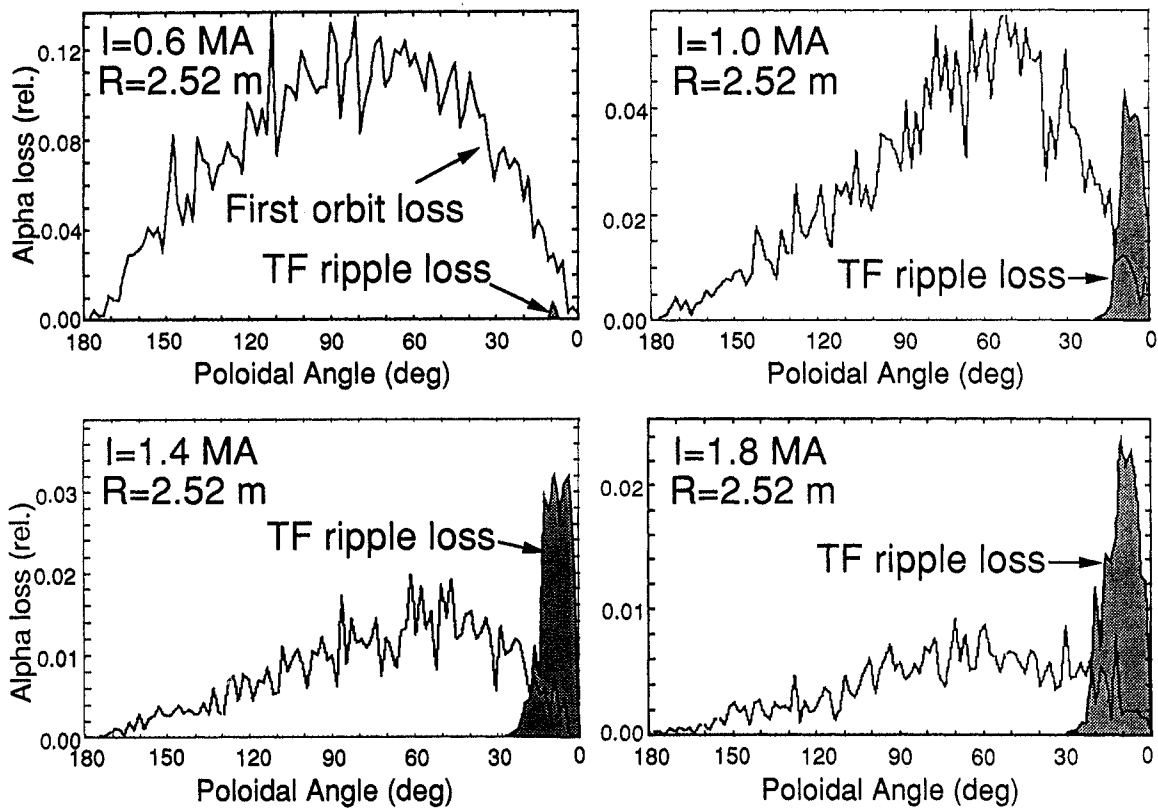 I=0.6 MA
R=2.52 m
First orbit loss
TF ripple loss
Alpha loss (rel.)
0.12
0.08
0.04
0.00
180 150 120 90 60 30 0
Poloidal Angle (deg)
I=1.0 MA
R=2.52 m
TF ripple loss
0.04
0.02
0.00
180 150 120 90 60 30 0
Poloidal Angle (deg)
I=1.4 MA
R=2.52 m
TF ripple loss
Alpha loss (rel.)
0.03
0.02
0.01
0.00
180 150 120 90 60 30 0
Poloidal Angle (deg)
I=1.8 MA
R=2.52 m
TF ripple loss
0.02
0.01
0.00
180 150 120 90 60 30 0
Poloidal Angle (deg)